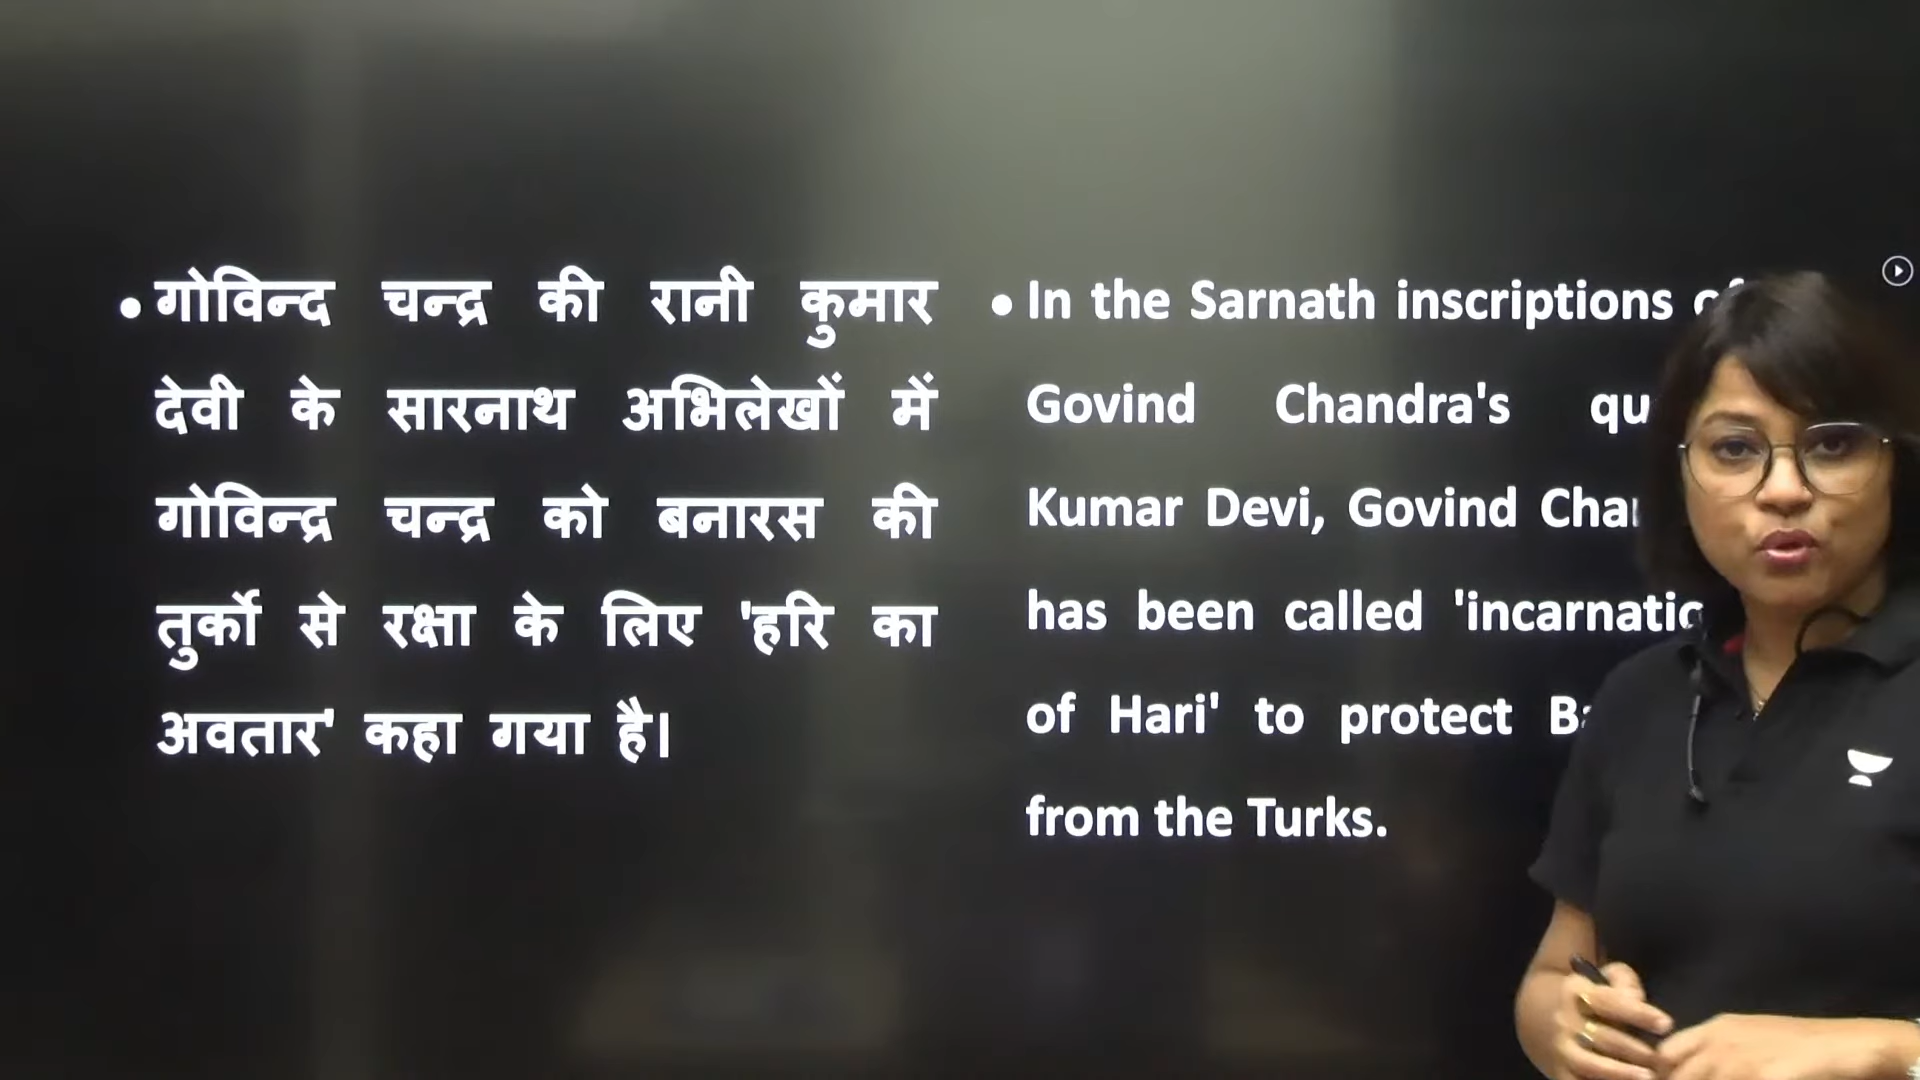 • गोविन्द चन्द्र की रानी कुमार
देवी के सारनाथ अभिलेखों में
गोविन्द्र चन्द्र को बनारस की
तुर्को से रक्षा के लिए 'हरि का
अवतार' कहा गया है।
• In the Sarnath inscriptions
Govind Chandra's
Kumar Devi, Govind
has been called
of Hari' to protect
from the Turks.